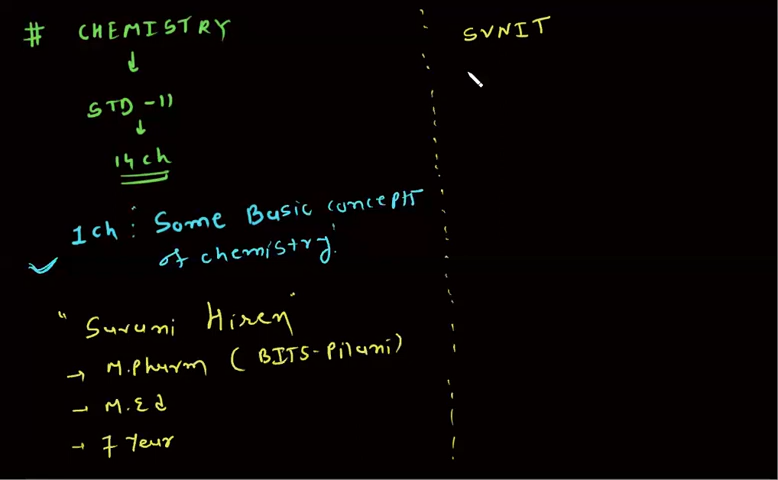 # CHEMISTRY
↓
STD - 11
↓
14 ch
1 ch : Some Basic concept
of chemistry.
"Suvani Hiren"
→ M.Pharm ( BITS-Pilani )
→ M.Ed
→ 7 Year
SVNIT